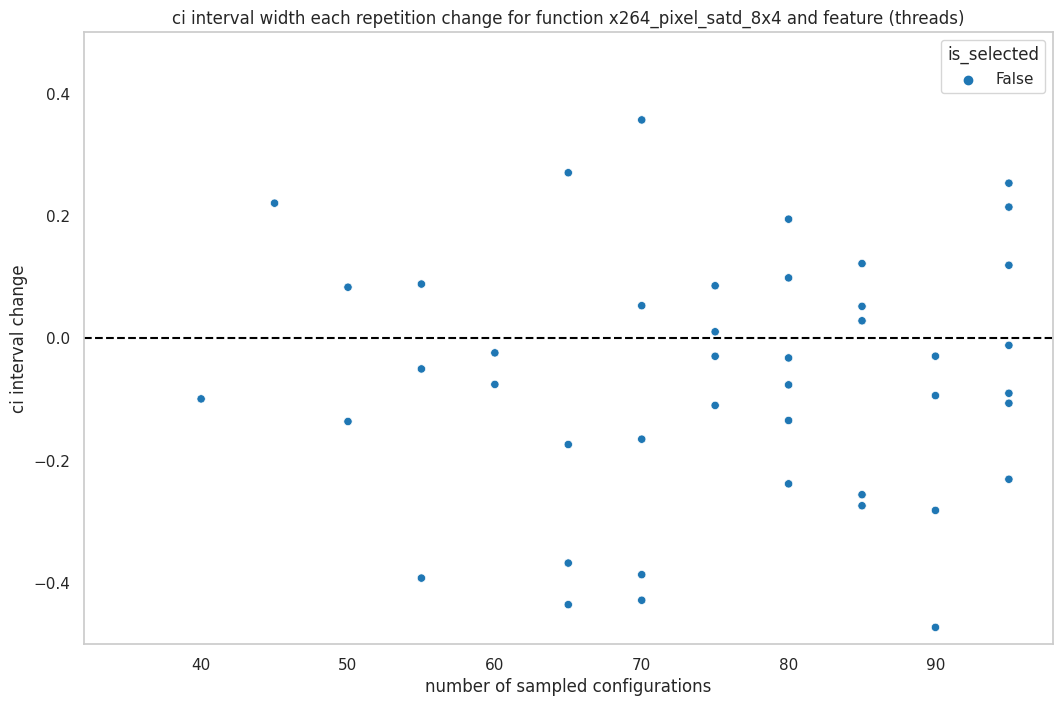 ci interval width each repetition change for function x264_pixel_satd_8x4 and feature (threads)
is_selected
False
ci interval change
0.4
0.2
0.0
−0.2
−0.4
40 50 60 70 80 90
number of sampled configurations